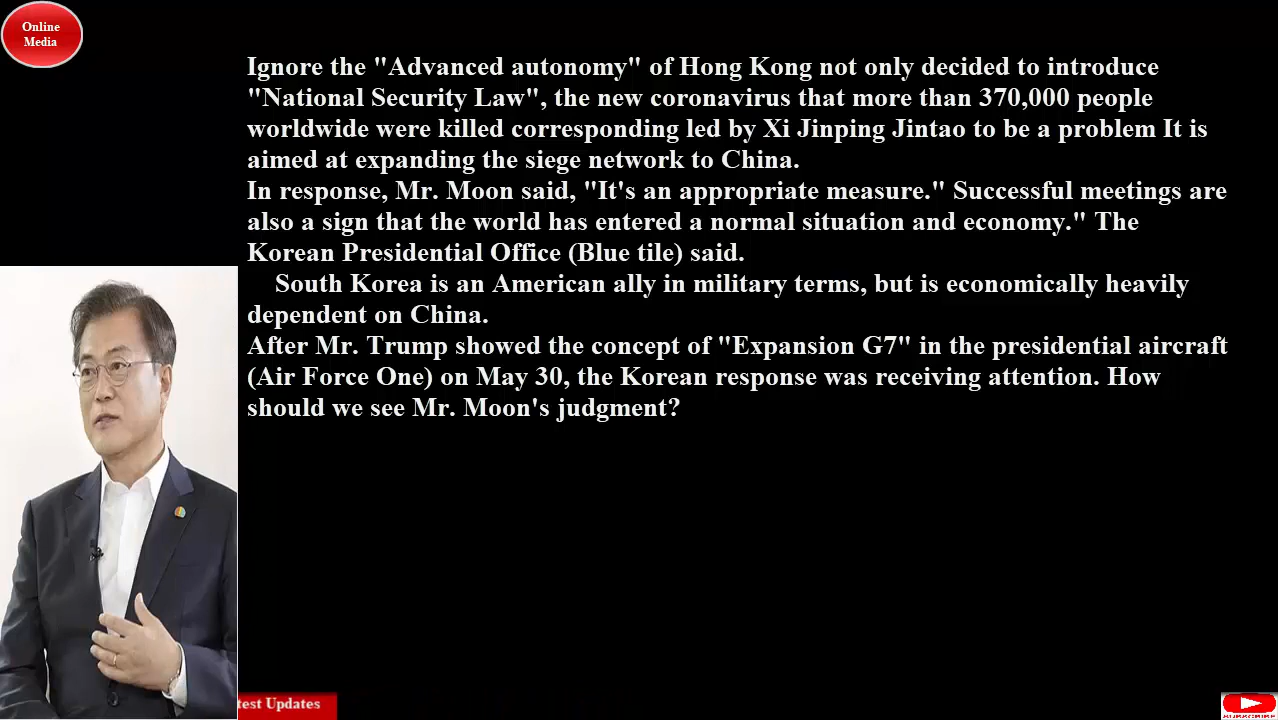 Online
Media
Ignore the "Advanced autonomy" of Hong Kong not only decided to introduce
"National Security Law", the new coronavirus that more than 370,000 people
worldwide were killed corresponding led by Xi Jinping Jintao to be a problem It is
aimed at expanding the siege network to China.
In response, Mr. Moon said, "It's an appropriate measure." Successful meetings are
also a sign that the world has entered a normal situation and economy." The
Korean Presidential Office (Blue tile) said.
South Korea is an American ally in military terms, but is economically heavily
dependent on China.
After Mr. Trump showed the concept of "Expansion G7" in the presidential aircraft
(Air Force One) on May 30, the Korean response was receiving attention. How
should we see Mr. Moon's judgment?
test Updates